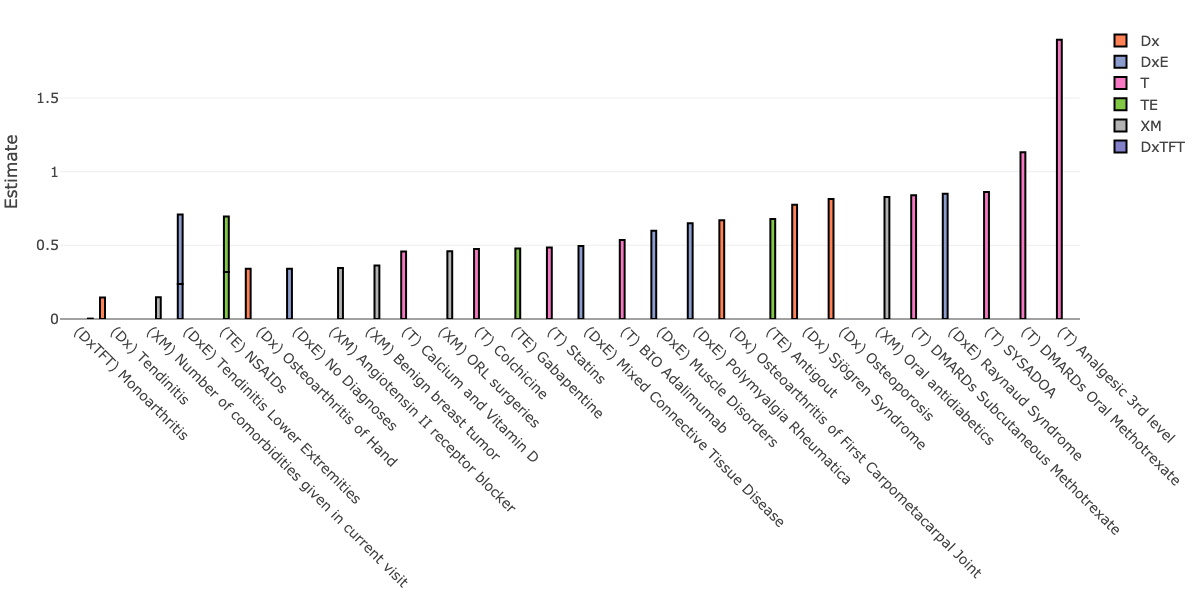 Estimate
1.5
1
0.5
0
(DxTFT) Monoarthritis
(Dx) Tendinitis
(XM) Number of comorbidities given in current visit
(DxE) Tendinitis Lower Extremities
(TE) NSAIDs
(Dx) Osteoarthritis of Hand
(DxE) No Diagnoses
(XM) Angiotensin II receptor blocker
(XM) Benign breast tumor
(T) Calcium and Vitamin D
(XM) ORL surgeries
(T) Colchicine
(TE) Gabapentine
(T) Statins
(DxE) Mixed Connective Tissue Disease
(T) BIO Adalimumab
(DxE) Muscle Disorders
(DxE) Polymyalgia Rheumatica
(Dx) Osteoarthritis of First Carpometacarpal Joint
(TE) Antigout
(Dx) Sjögren Syndrome
(Dx) Osteoporosis
(XM) Oral antidiabetics
(T) DMARDs Subcutaneous Methotrexate
(DxE) Raynaud Syndrome
(T) SYSADOA
(T) DMARDs Oral Methotrexate
(T) Analgesic 3rd level
Dx
DxE
T
TE
XM
DxTFT